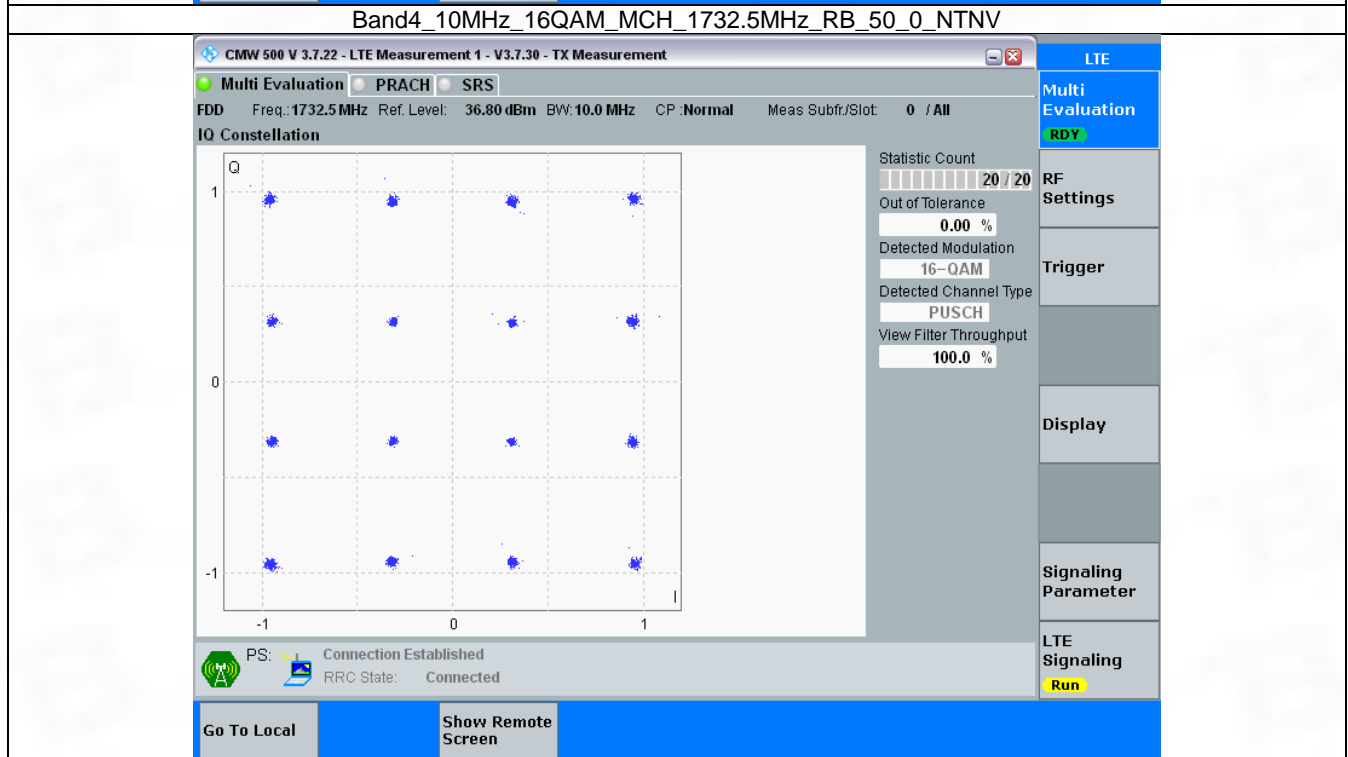 Band4_10MHz_16QAM_MCH_1732.5MHz_RB_50_0_NTNV
CMW 500 V 3.7.22 - LTE Measurement 1 - V3.7.30 - TX Measurement
LTE
Multi Evaluation PRACH SRS
Multi
Evaluation
RDY
FDD Freq.:1732.5 MHz Ref. Level: 36.80 dBm BW:10.0 MHz CP :Normal Meas Subfr./Slot: 0 / All
IQ Constellation
Q
1
0
-1
I
-1 0 1
Statistic Count
20 / 20
Out of Tolerance
0.00 %
Detected Modulation
16-QAM
Detected Channel Type
PUSCH
View Filter Throughput
100.0 %
RF
Settings
Trigger
Display
Signaling
Parameter
LTE
Signaling
Run
PS: Connection Established
RRC State: Connected
Go To Local
Show Remote
Screen